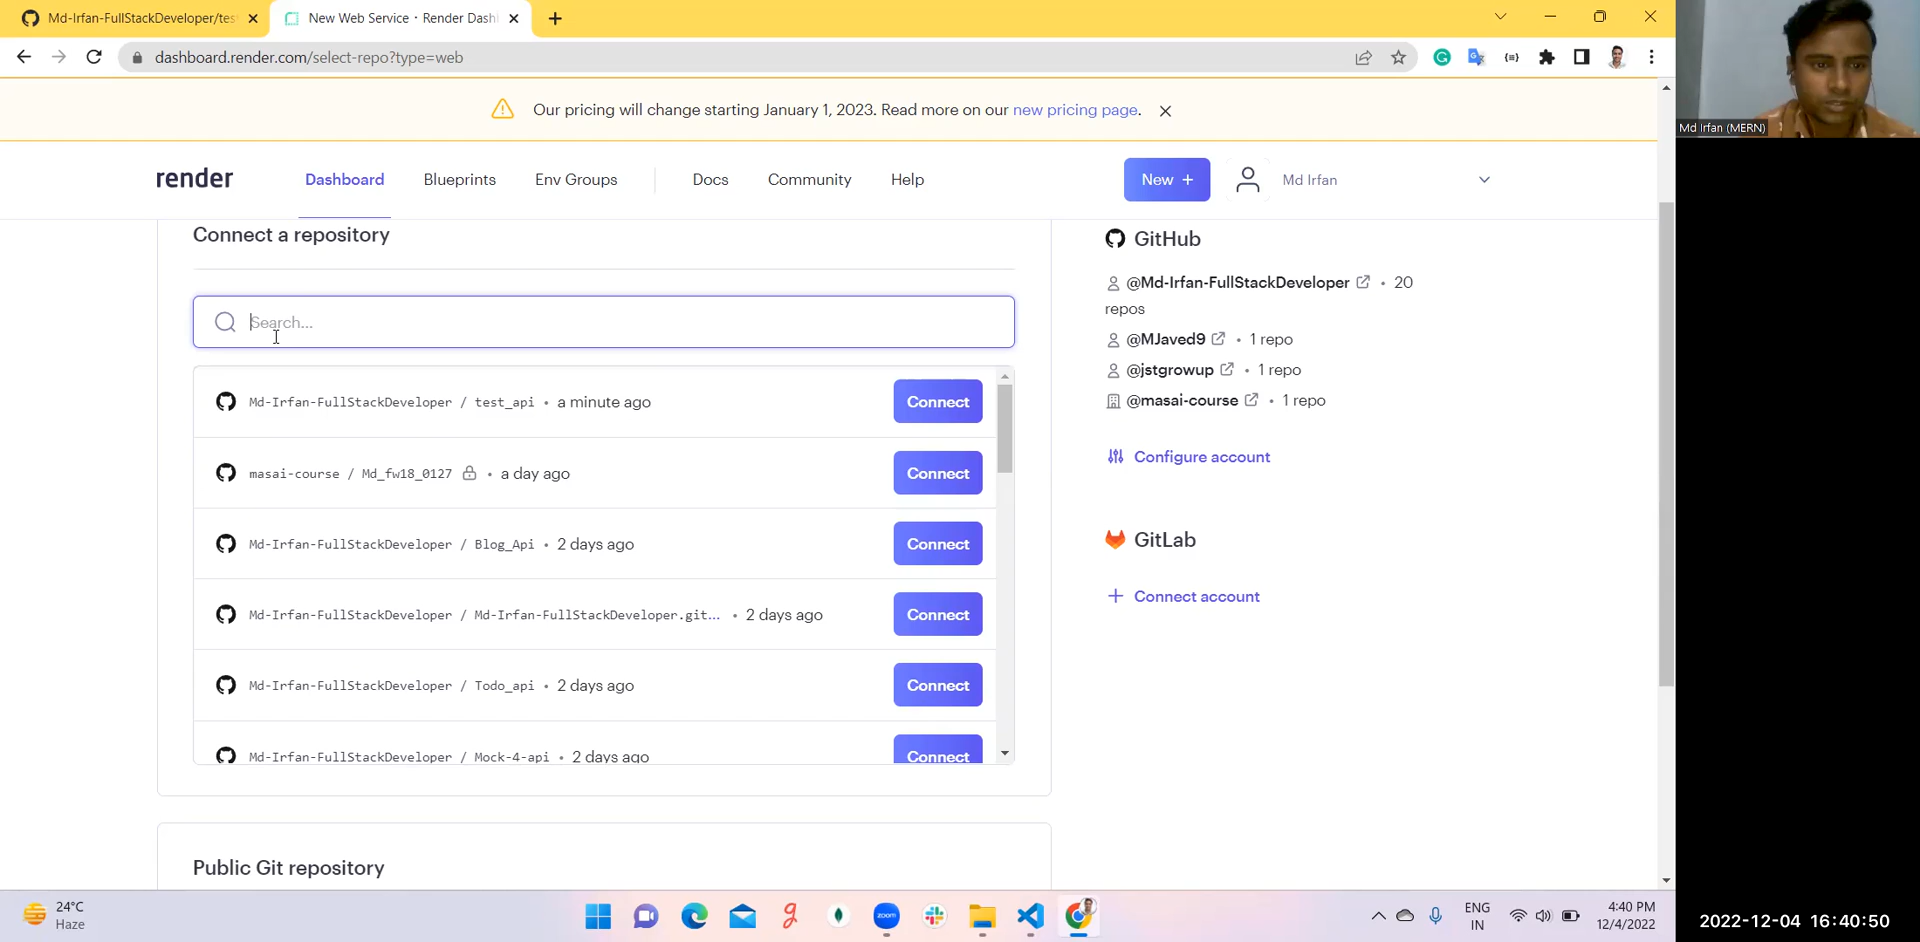 Md-Irfan-FullStackDeveloper/tes
New Web Service · Render Dash
dashboard.render.com/select-repo?type=web
Our pricing will change starting January 1, 2023. Read more on our new pricing page.
render
Dashboard
Blueprints
Env Groups
Docs
Community
Help
New +
Md Irfan
Connect a repository
Search...
Md-Irfan-FullStackDeveloper / test_api • a minute ago
Connect
masai-course / Md_fw18_0127 • a day ago
Connect
Md-Irfan-FullStackDeveloper / Blog_Api • 2 days ago
Connect
Md-Irfan-FullStackDeveloper / Md-Irfan-FullStackDeveloper.git... • 2 days ago
Connect
Md-Irfan-FullStackDeveloper / Todo_api • 2 days ago
Connect
Md-Irfan-FullStackDeveloper / Mock-4-api • 2 days ago
Connect
Public Git repository
GitHub
@Md-Irfan-FullStackDeveloper • 20
repos
@MJaved9 • 1 repo
@jstgrowup • 1 repo
@masai-course • 1 repo
Configure account
GitLab
Connect account
Md Irfan (MERN)
24°C
Haze
zoom
ENG
IN
4:40 PM
12/4/2022
2022-12-04 16:40:50